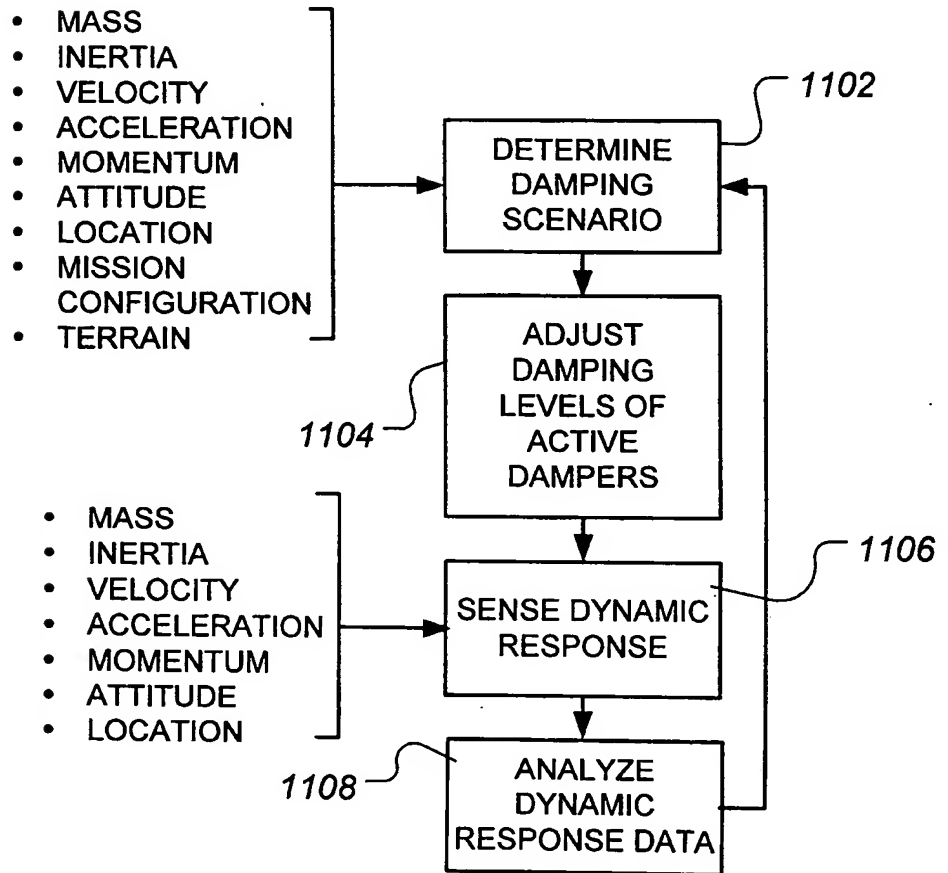 • MASS
• INERTIA
• VELOCITY
• ACCELERATION
• MOMENTUM
• ATTITUDE
• LOCATION
• MISSION
CONFIGURATION
• TERRAIN
1102
DETERMINE
DAMPING
SCENARIO
ADJUST
DAMPING
LEVELS OF
ACTIVE
DAMPERS
1104
• MASS
• INERTIA
• VELOCITY
• ACCELERATION
• MOMENTUM
• ATTITUDE
• LOCATION
1106
SENSE DYNAMIC
RESPONSE
1108
ANALYZE
DYNAMIC
RESPONSE DATA